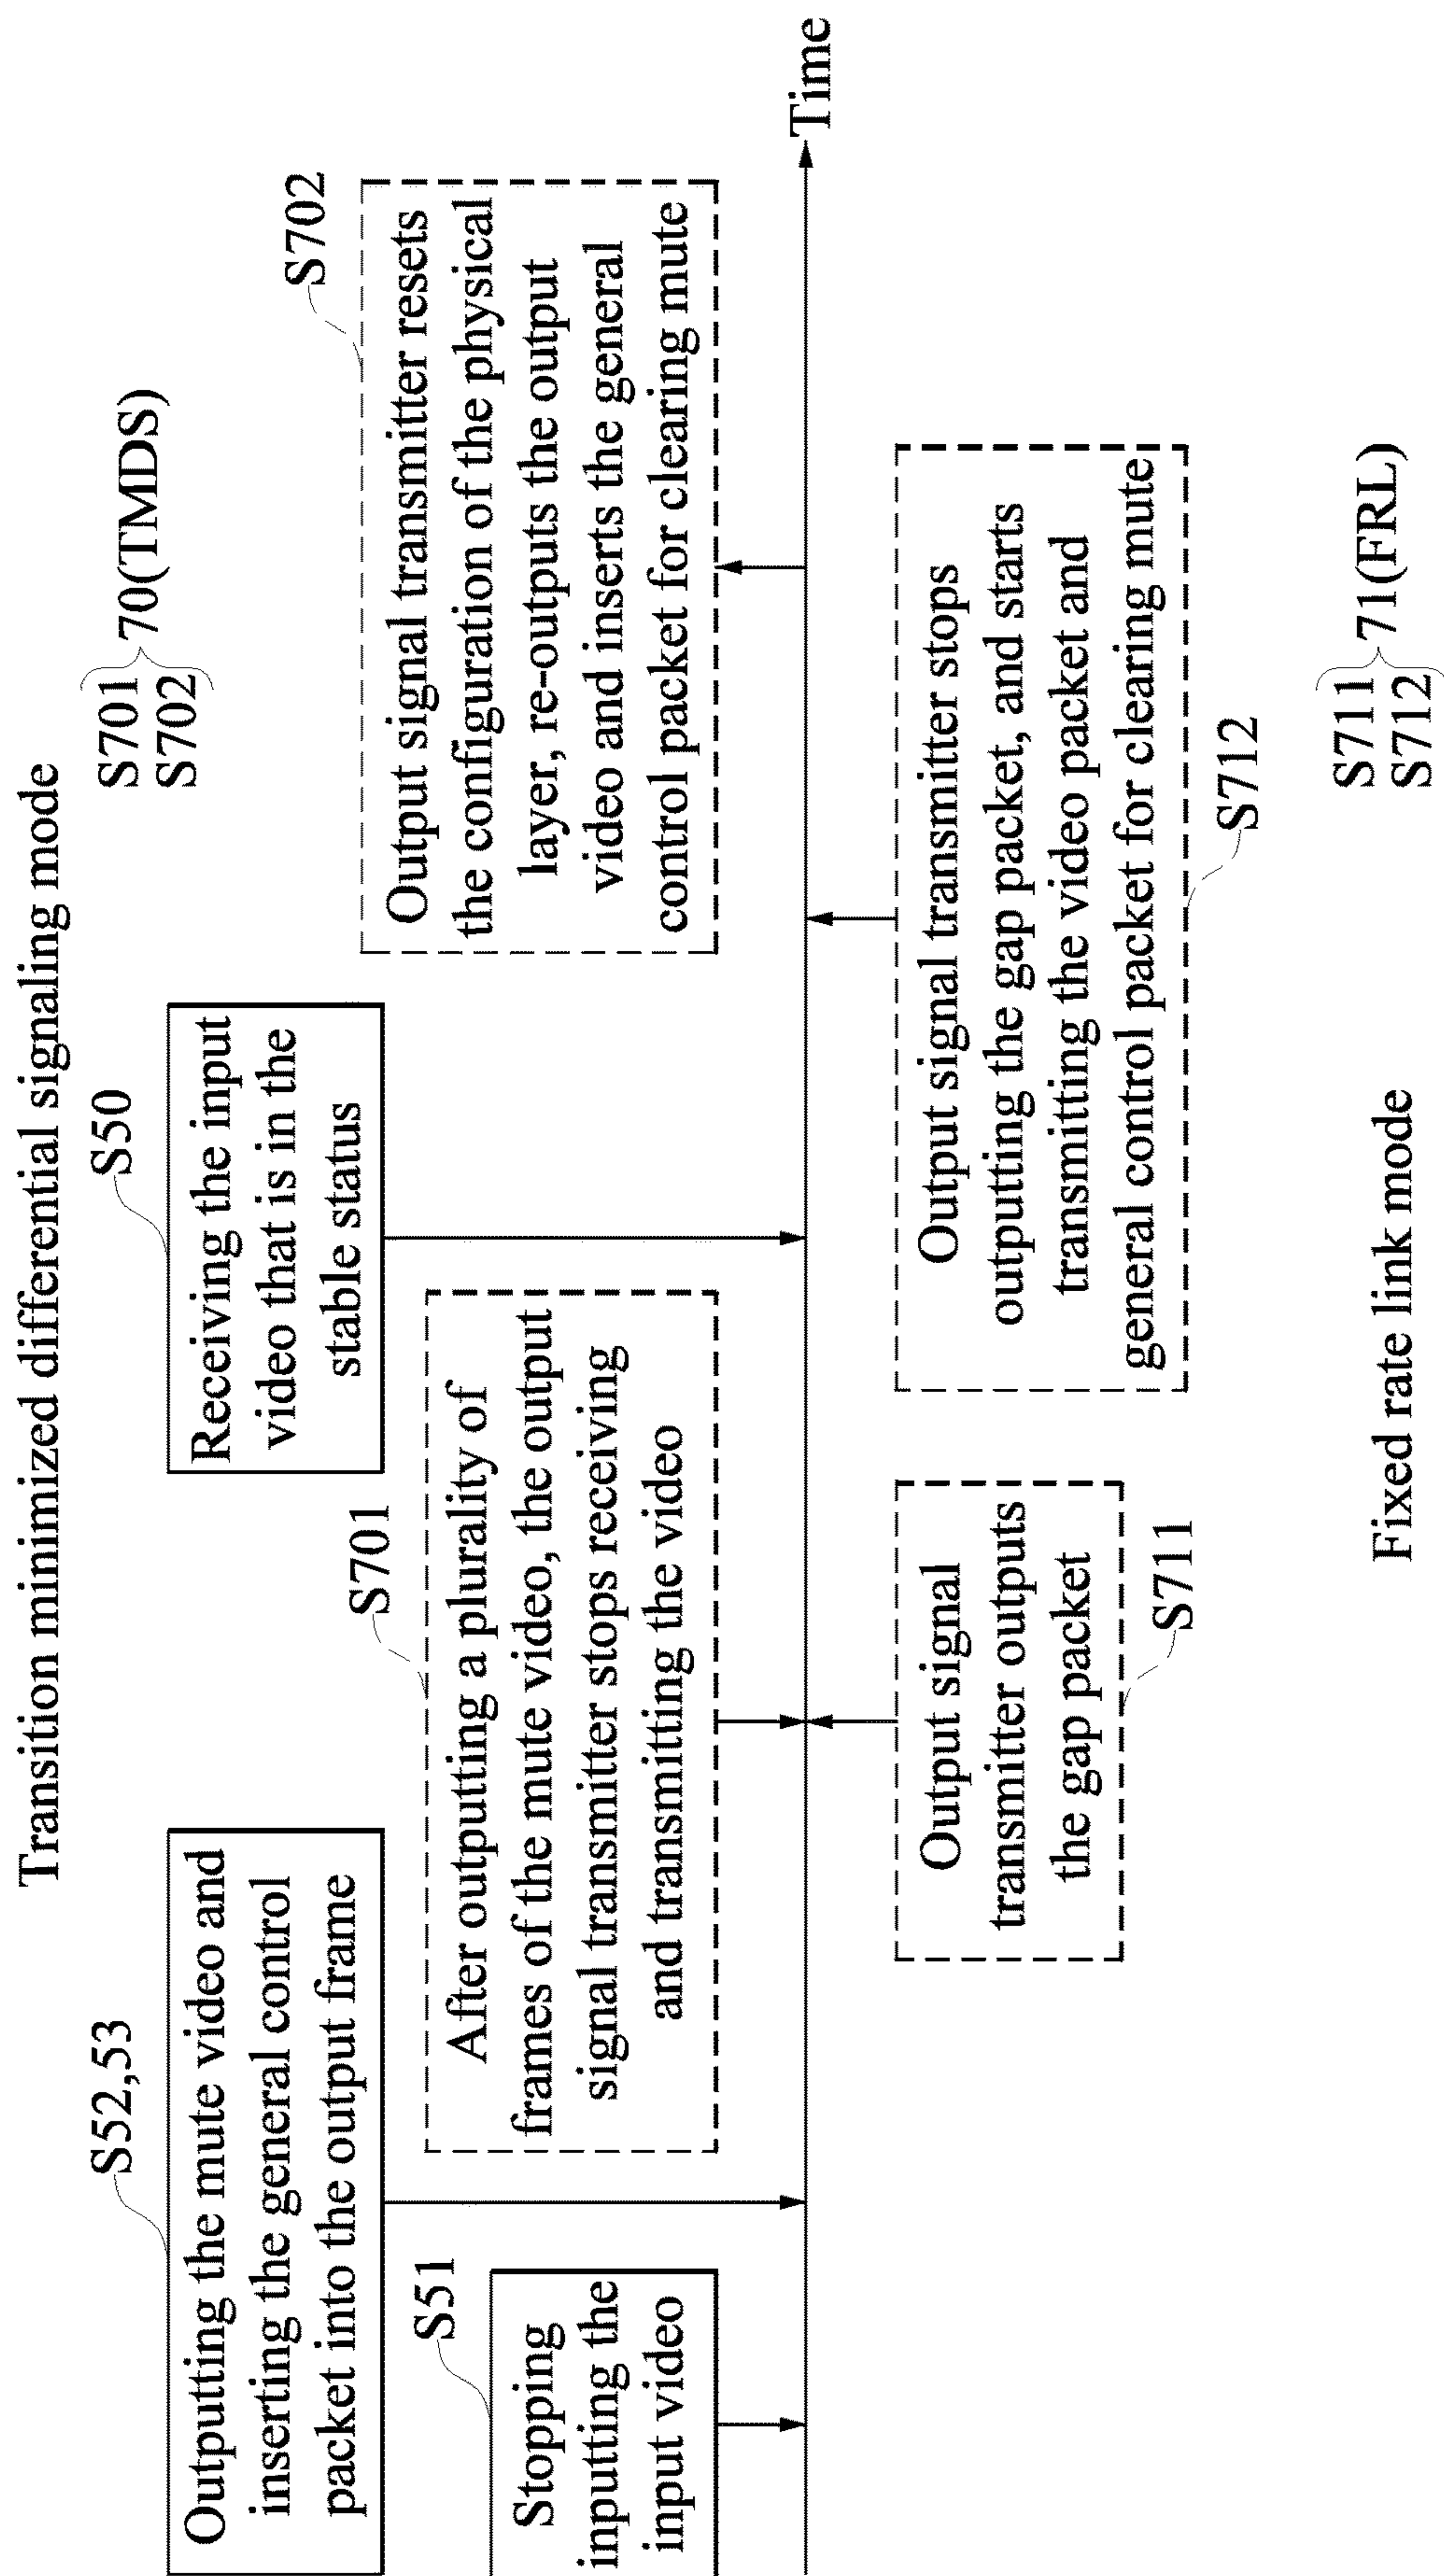 Transition minimized differential signaling mode
S701
S702
70(TMDS)
S52,53
Outputting the mute video and
inserting the general control
packet into the output frame
S50
Receiving the input
video that is in the
stable status
S51
Stopping
inputting the
input video
S701
After outputting a plurality of
frames of the mute video, the output
signal transmitter stops receiving
and transmitting the video
S702
Output signal transmitter resets
the configuration of the physical
layer, re-outputs the output
video and inserts the general
control packet for clearing mute
Time
Output signal
transmitter outputs
the gap packet
S711
Output signal transmitter stops
outputting the gap packet, and starts
transmitting the video packet and
general control packet for clearing mute
S712
Fixed rate link mode
S711
S712
71(FRL)